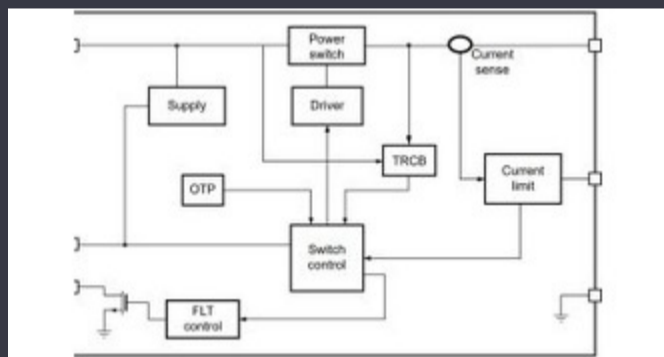 Power
switch
Current
sense
Supply
Driver
TRCB
Current
limit
OTP
Switch
control
FLT
control